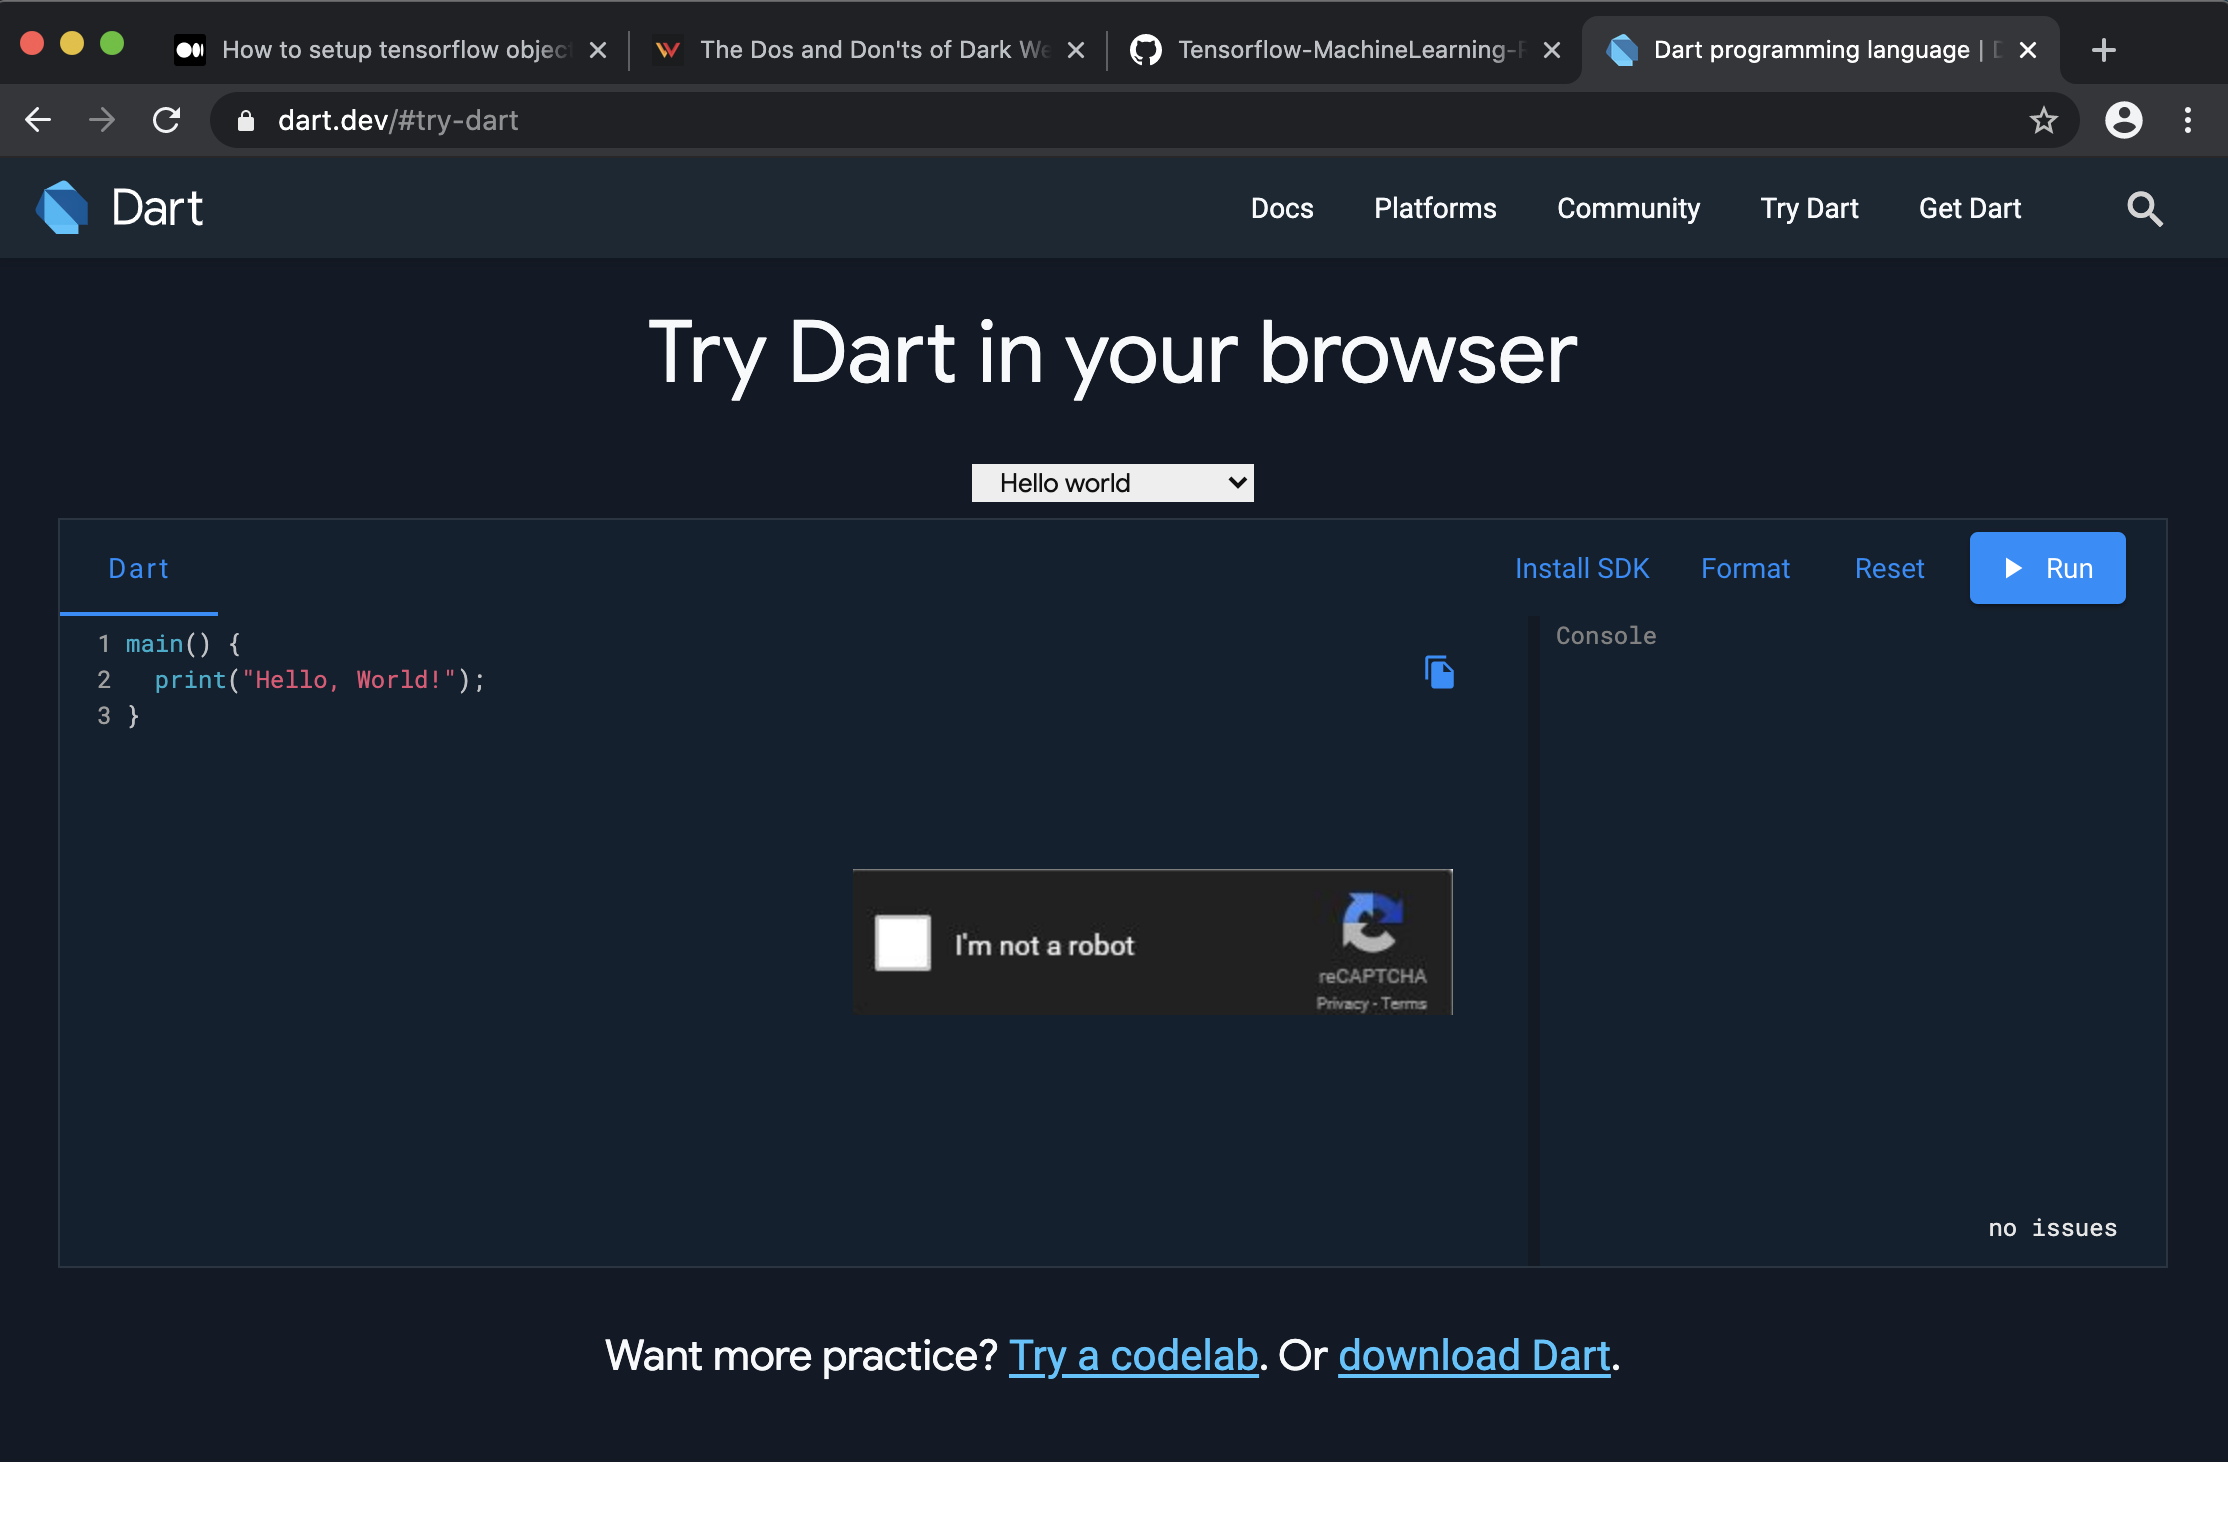 How to setup tensorflow objec
The Dos and Don'ts of Dark We
Tensorflow-MachineLearning-
Dart programming language |
dart.dev/#try-dart
Dart
Docs
Platforms
Community
Try Dart
Get Dart
Try Dart in your browser
Hello world
Dart
Install SDK
Format
Reset
Run
1 main() {
2 print("Hello, World!");
3 }
Console
I'm not a robot
reCAPTCHA
Privacy - Terms
no issues
Want more practice? Try a codelab. Or download Dart.